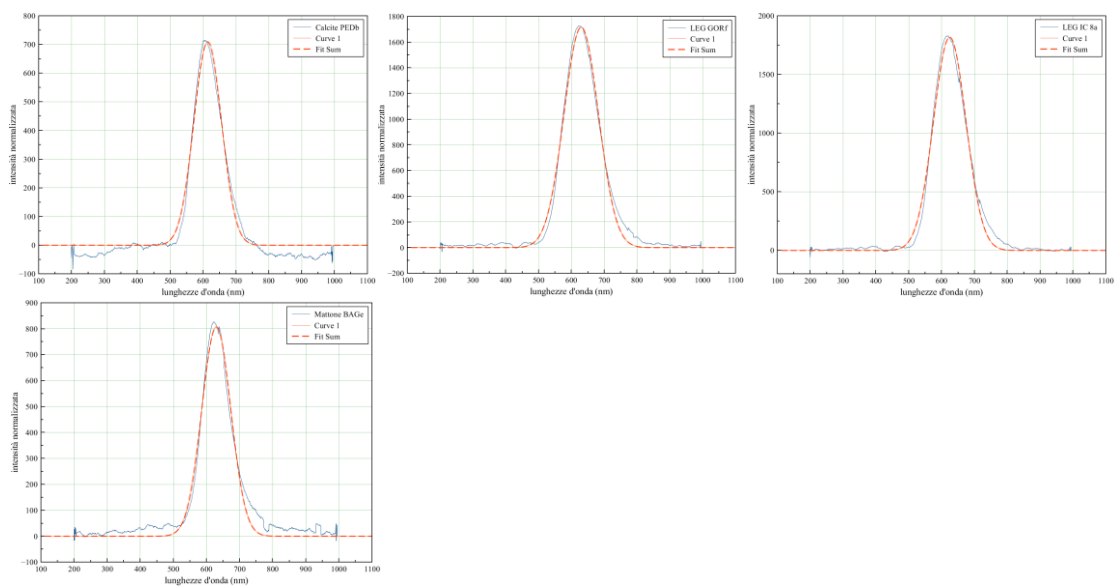 800
700
600
500
400
300
200
100
0
−100
intensità normalizzata
Calcite PEDb
Curve 1
Fit Sum
100 200 300 400 500 600 700 800 900 1000 1100
lunghezze d'onda (nm)
1800
1600
1400
1200
1000
800
600
400
200
0
−200
intensità normalizzata
LEG GORf
Curve 1
Fit Sum
100 200 300 400 500 600 700 800 900 1000 1100
lunghezze d'onda (nm)
2000
1500
1000
500
0
intensità normalizzata
LEG IC 8a
Curve 1
Fit Sum
100 200 300 400 500 600 700 800 900 1000 1100
lunghezze d'onda (nm)
900
800
700
600
500
400
300
200
100
0
−100
intensità normalizzata
Mattone BAGe
Curve 1
Fit Sum
100 200 300 400 500 600 700 800 900 1000 1100
lunghezze d'onda (nm)